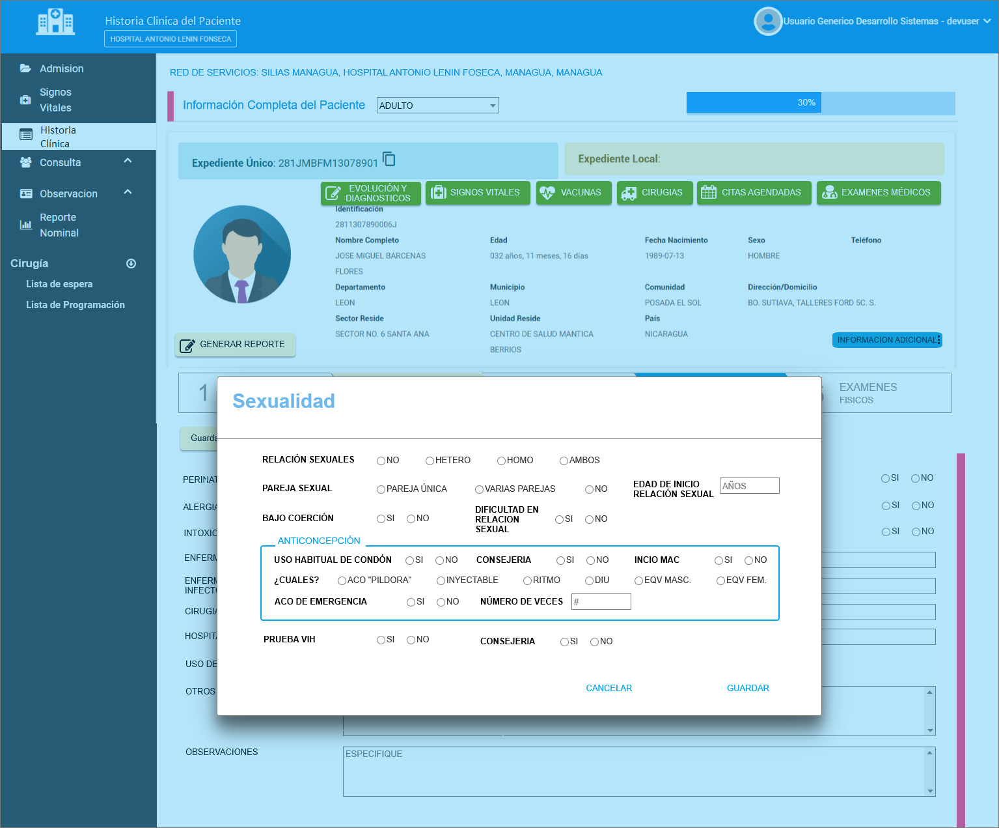 Historia Clinica del Paciente
HOSPITAL ANTONIO LENIN FONSECA
Usuario Generico Desarrollo Sistemas - devuser
Admision
Signos
Vitales
Historia
Clínica
Consulta
Observacion
Reporte
Nominal
Cirugía
Lista de espera
Lista de Programación
RED DE SERVICIOS: SILIAS MANAGUA, HOSPITAL ANTONIO LENIN FOSECA, MANAGUA, MANAGUA
Información Completa del Paciente ADULTO 30%
Expediente Único: 281JMBFM13078901
Expediente Local:
EVOLUCIÓN Y
DIAGNOSTICOS
SIGNOS VITALES
VACUNAS
CIRUGIAS
CITAS AGENDADAS
EXAMENES MÉDICOS
Identificación
2811307890006J
Nombre Completo Edad Fecha Nacimiento Sexo Teléfono
JOSE MIGUEL BARCENAS 032 años, 11 meses, 16 días 1989-07-13 HOMBRE
FLORES
Departamento Municipio Comunidad Dirección/Domicilio
LEON LEON POSADA EL SOL BO. SUTIAVA, TALLERES FORD 5C. S.
Sector Reside Unidad Reside País
SECTOR NO. 6 SANTA ANA CENTRO DE SALUD MANTICA NICARAGUA
BERRIOS
GENERAR REPORTE
INFORMACION ADICIONAL
1
EXAMENES
FISICOS
Sexualidad
Guarda
RELACIÓN SEXUALES NO HETERO HOMO AMBOS
PAREJA SEXUAL PAREJA ÚNICA VARIAS PAREJAS NO
EDAD DE INICIO
RELACIÓN SEXUAL
AÑOS
BAJO COERCIÓN SI NO
DIFICULTAD EN
RELACION
SEXUAL
SI NO
ANTICONCEPCIÓN
USO HABITUAL DE CONDÓN SI NO CONSEJERIA SI NO INCIO MAC SI NO
¿CUALES? ACO "PILDORA" INYECTABLE RITMO DIU EQV MASC. EQV FEM.
ACO DE EMERGENCIA SI NO NÚMERO DE VECES #
PRUEBA VIH SI NO CONSEJERIA SI NO
CANCELAR GUARDAR
PERINAT
SI NO
ALERGIA
SI NO
INTOXIC
SI NO
ENFERM
ENFERM
INFECTO
CIRUGIA
HOSPITA
USO DE
OTROS
OBSERVACIONES ESPECIFIQUE